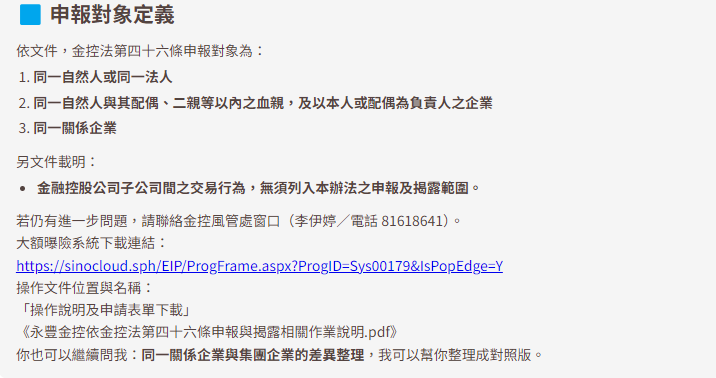 申報對象定義
依文件，金控法第四十六條申報對象為：
1. 同一自然人或同一法人
2. 同一自然人與其配偶、二親等以內之血親，及以本人或配偶為負責人之企業
3. 同一關係企業
另文件載明：
• 金融控股公司子公司間之交易行為，無須列入本辦法之申報及揭露範圍。
若仍有進一步問題，請聯絡金控風管處窗口（李伊婷／電話 81618641）。
大額曝險系統下載連結：
https://sinocloud.sph/EIP/ProgFrame.aspx?ProgID=Sys00179&IsPopEdge=Y
操作文件位置與名稱：
「操作說明及申請表單下載」
《永豐金控依金控法第四十六條申報與揭露相關作業說明.pdf》
你也可以繼續問我：同一關係企業與集團企業的差異整理，我可以幫你整理成對照版。